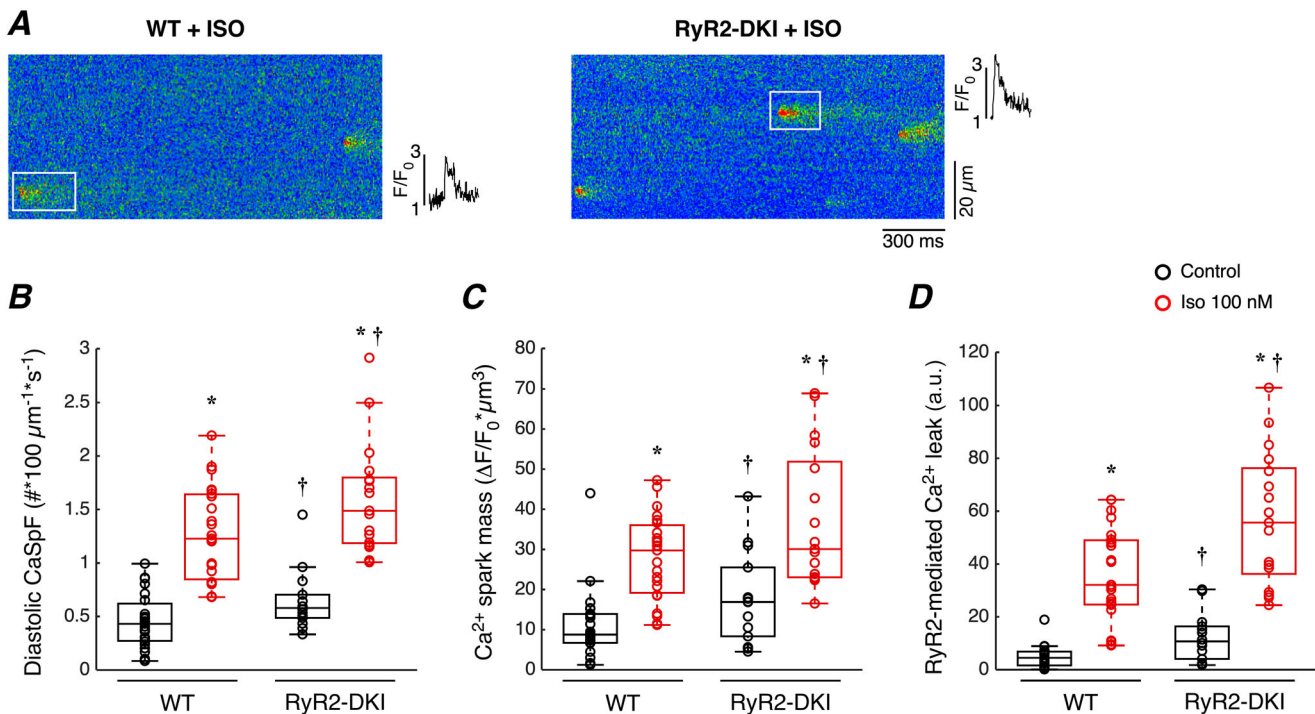 A
WT + ISO
RyR2-DKI + ISO
3
F/F0
1
3
F/F0
1
20 µm
300 ms
Control
Iso 100 nM
B
Diastolic CaSpF (#*100 µm-1*s-1)
3
2.5
2
1.5
1
0.5
0
*
†
* †
WT
RyR2-DKI
C
Ca2+ spark mass (ΔF/F0*µm3)
80
70
60
50
40
30
20
10
0
*
†
* †
WT
RyR2-DKI
D
RyR2-mediated Ca2+ leak (a.u.)
120
100
80
60
40
20
0
*
†
* †
WT
RyR2-DKI